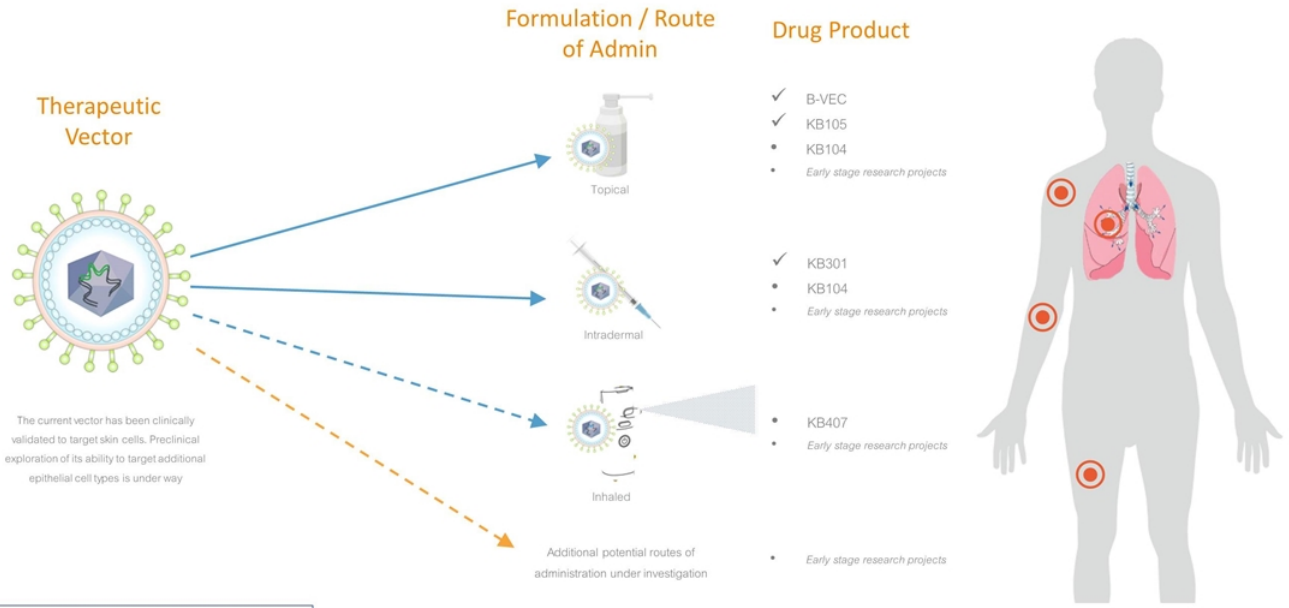 Formulation / Route
of Admin
Drug Product
Therapeutic
Vector
✓ B-VEC
✓ KB105
• KB104
• Early stage research projects
Topical
✓ KB301
• KB104
• Early stage research projects
Intradermal
The current vector has been clinically
validated to target skin cells. Preclinical
exploration of its ability to target additional
epithelial cell types is under way
• KB407
• Early stage research projects
Inhaled
Additional potential routes of
administration under investigation
• Early stage research projects